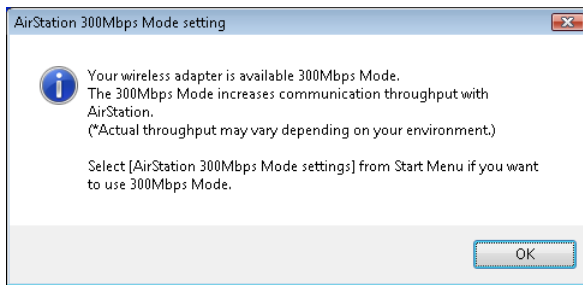 AirStation 300Mbps Mode setting
Your wireless adapter is available 300Mbps Mode.
The 300Mbps Mode increases communication throughput with
AirStation.
(*Actual throughput may vary depending on your environment.)
Select [AirStation 300Mbps Mode settings] from Start Menu if you want
to use 300Mbps Mode.
OK